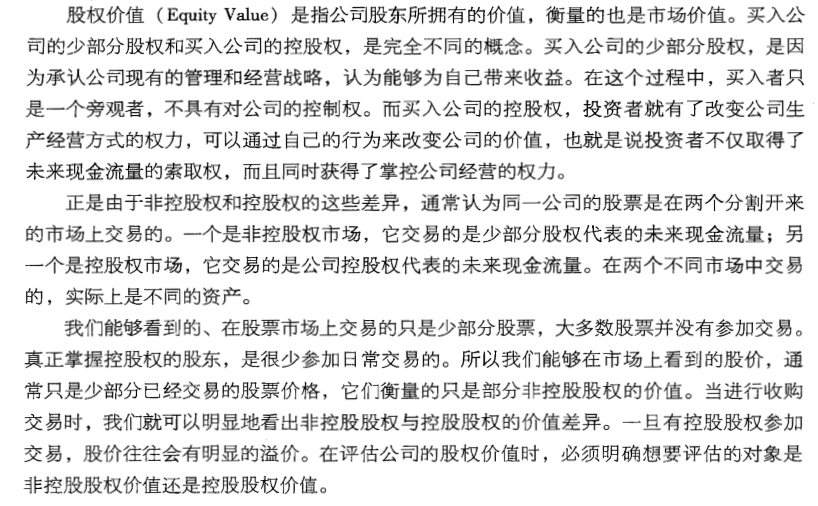 股权价值（Equity Value）是指公司股东所拥有的价值，衡量的也是市场价值。买入公
司的少部分股权和买入公司的控股权，是完全不同的概念。买入公司的少部分股权，是因
为承认公司现有的管理和经营战略，认为能够为自己带来收益。在这个过程中，买入者只
是一个旁观者，不具有对公司的控制权。而买入公司的控股权，投资者就有了改变公司生
产经营方式的权力，可以通过自己的行为来改变公司的价值，也就是说投资者不仅取得了
未来现金流量的索取权，而且同时获得了掌控公司经营的权力。
正是由于非控股权和控股权的这些差异，通常认为同一公司的股票是在两个分割开来
的市场上交易的。一个是非控股权市场，它交易的是少部分股权代表的未来现金流量；另
一个是控股权市场，它交易的是公司控股权代表的未来现金流量。在两个不同市场中交易
的，实际上是不同的资产。
我们能够看到的、在股票市场上交易的只是少部分股票，大多数股票并没有参加交易。
真正掌握控股权的股东，是很少参加日常交易的。所以我们能够在市场上看到的股价，通
常只是少部分已经交易的股票价格，它们衡量的只是部分非控股股权的价值。当进行收购
交易时，我们就可以明显地看出非控股股权与控股股权的价值差异。一旦有控股股权参加
交易，股价往往会有明显的溢价。在评估公司的股权价值时，必须明确想要评估的对象是
非控股股权价值还是控股股权价值。